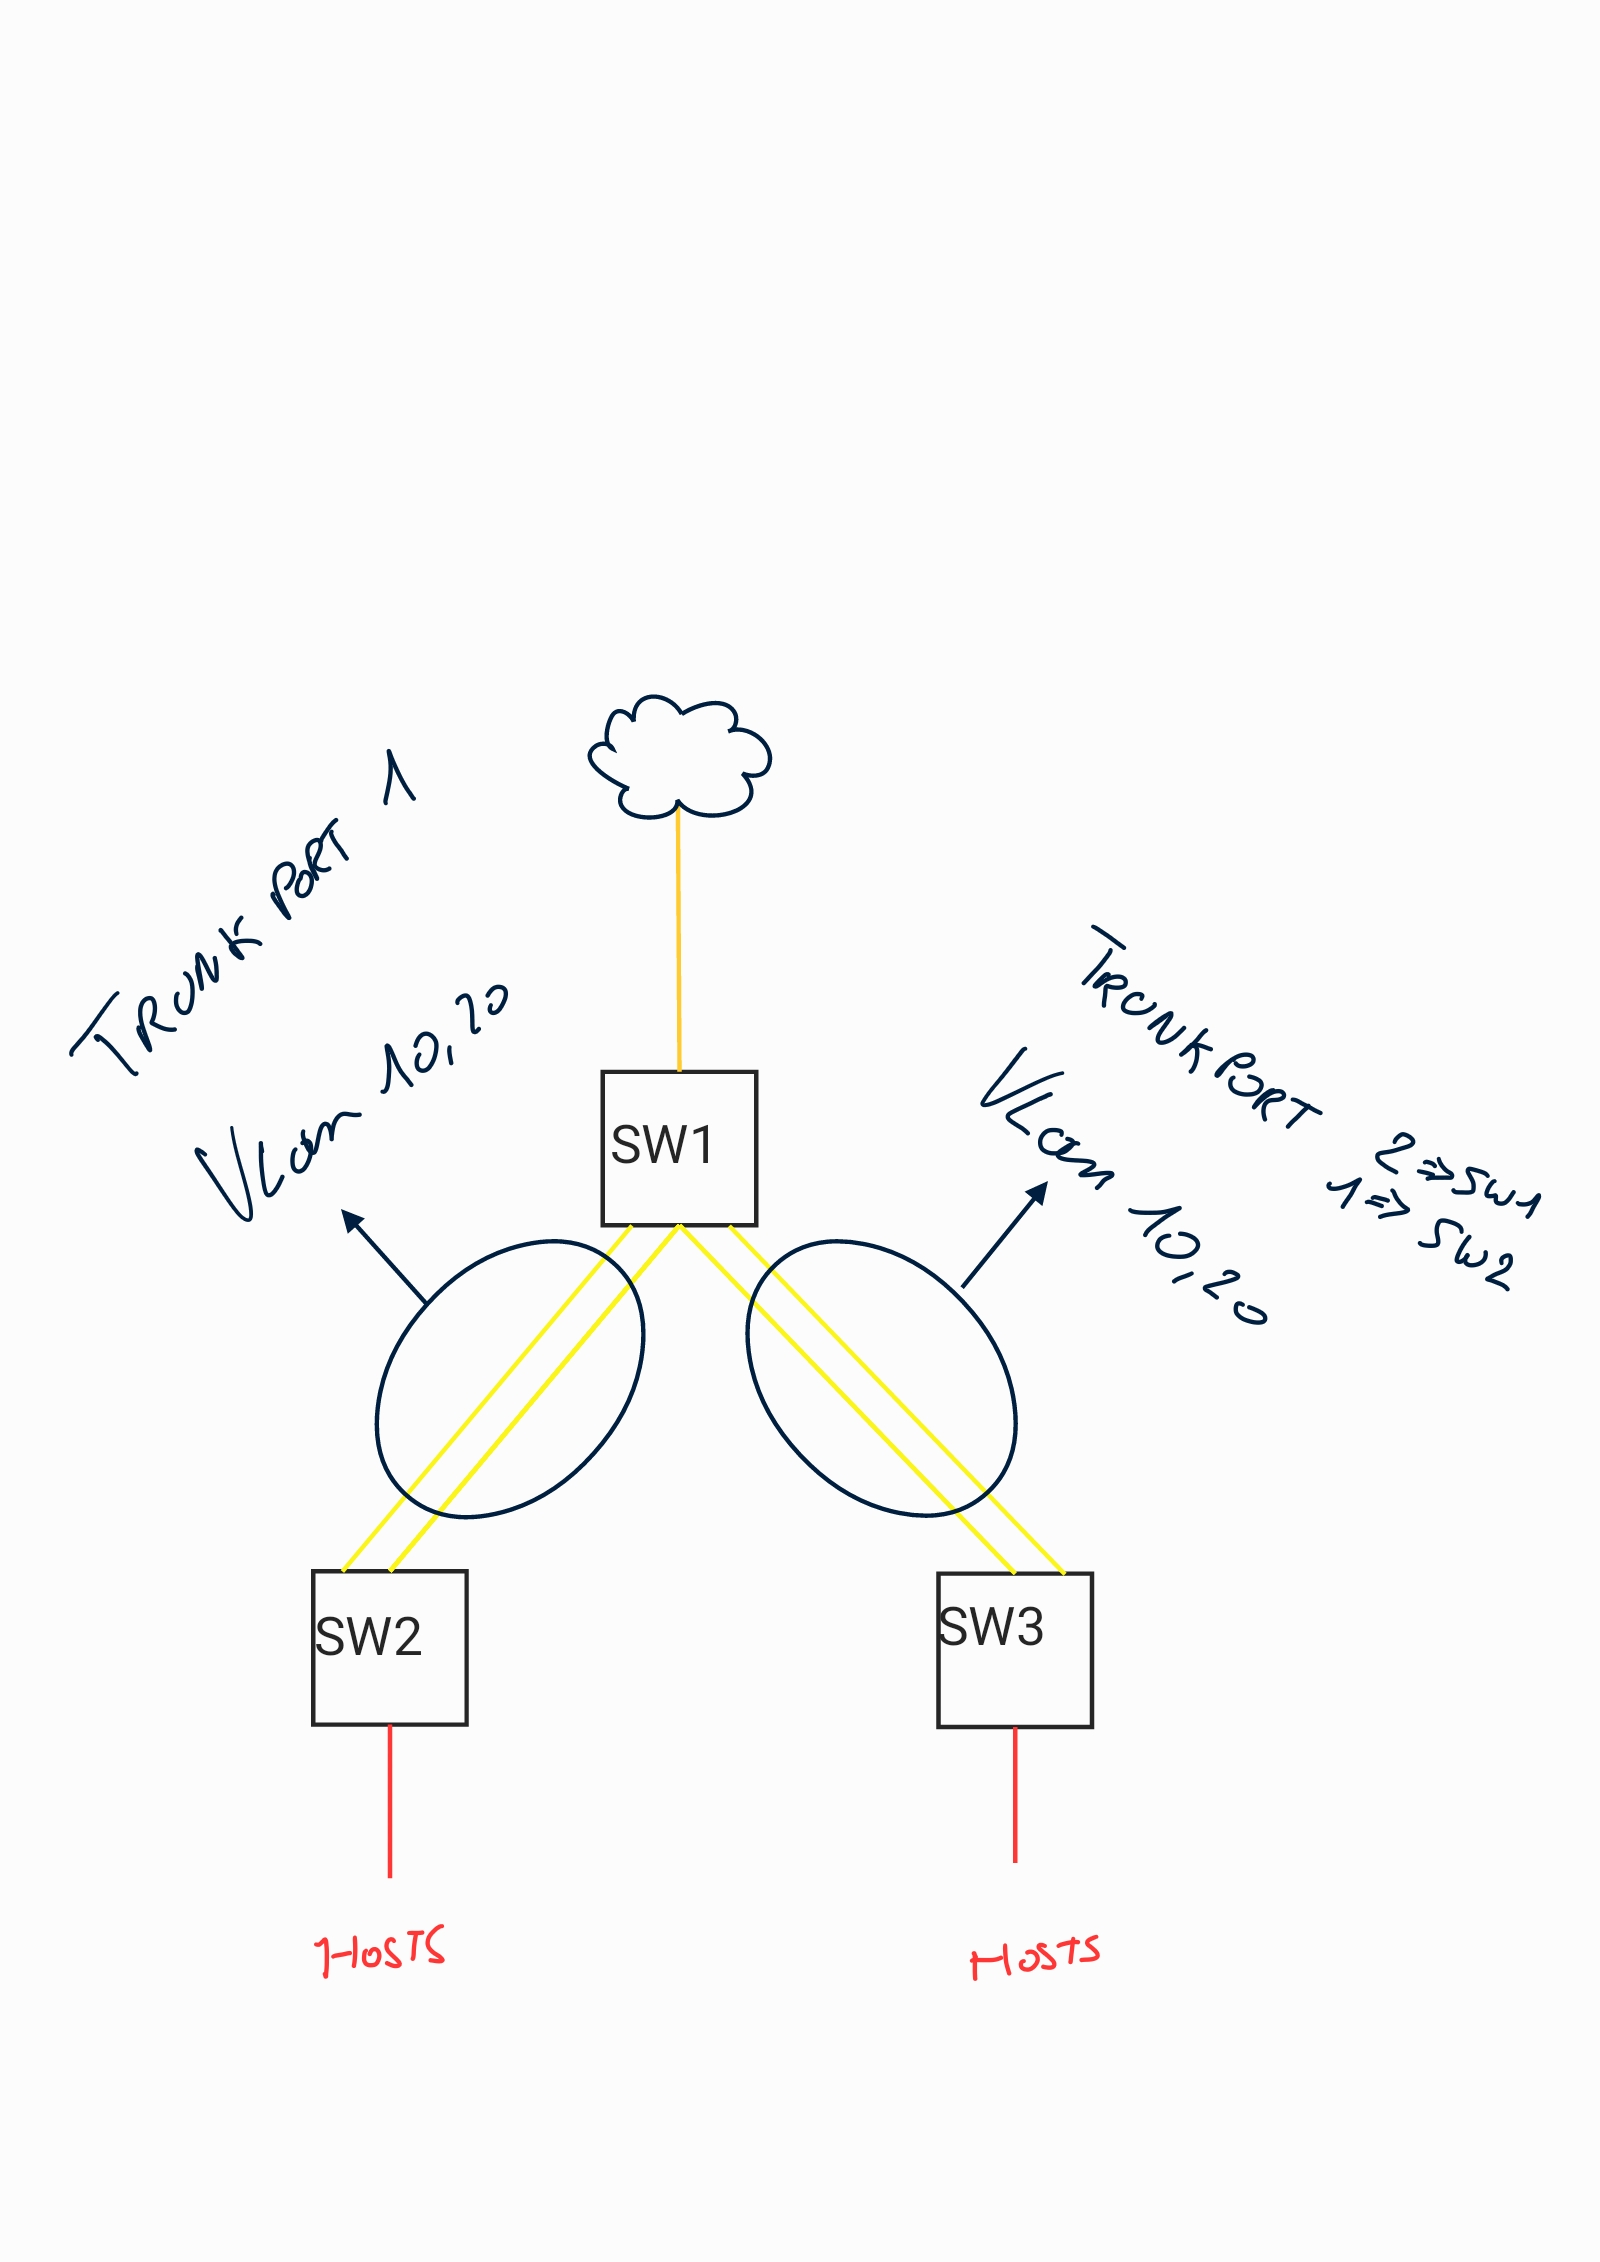 TRUNK PORT 1
VLan 10,20
TRUNK PORT 2=>SW1
1=> SW2
VLan 10,20
SW1
SW2
SW3
HOSTS
HOSTS